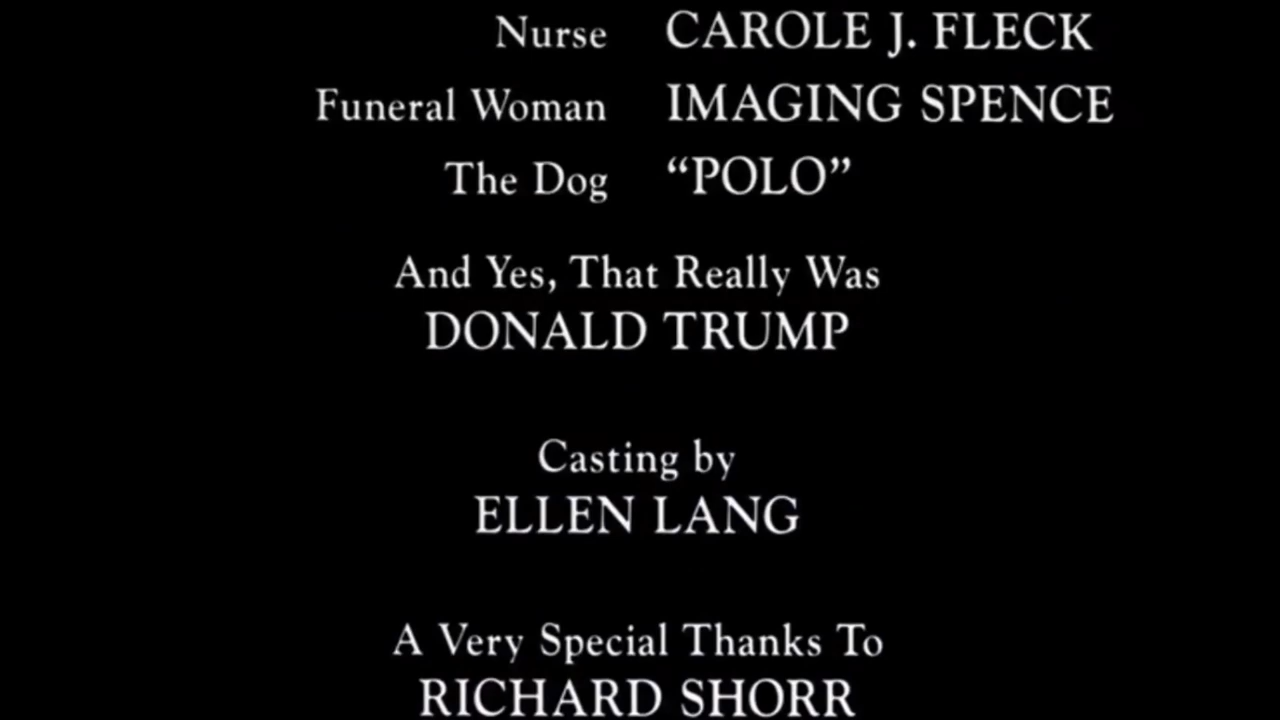 Nurse CAROLE J. FLECK
Funeral Woman IMAGING SPENCE
The Dog “POLO”
And Yes, That Really Was
DONALD TRUMP
Casting by
ELLEN LANG
A Very Special Thanks To
RICHARD SHORR